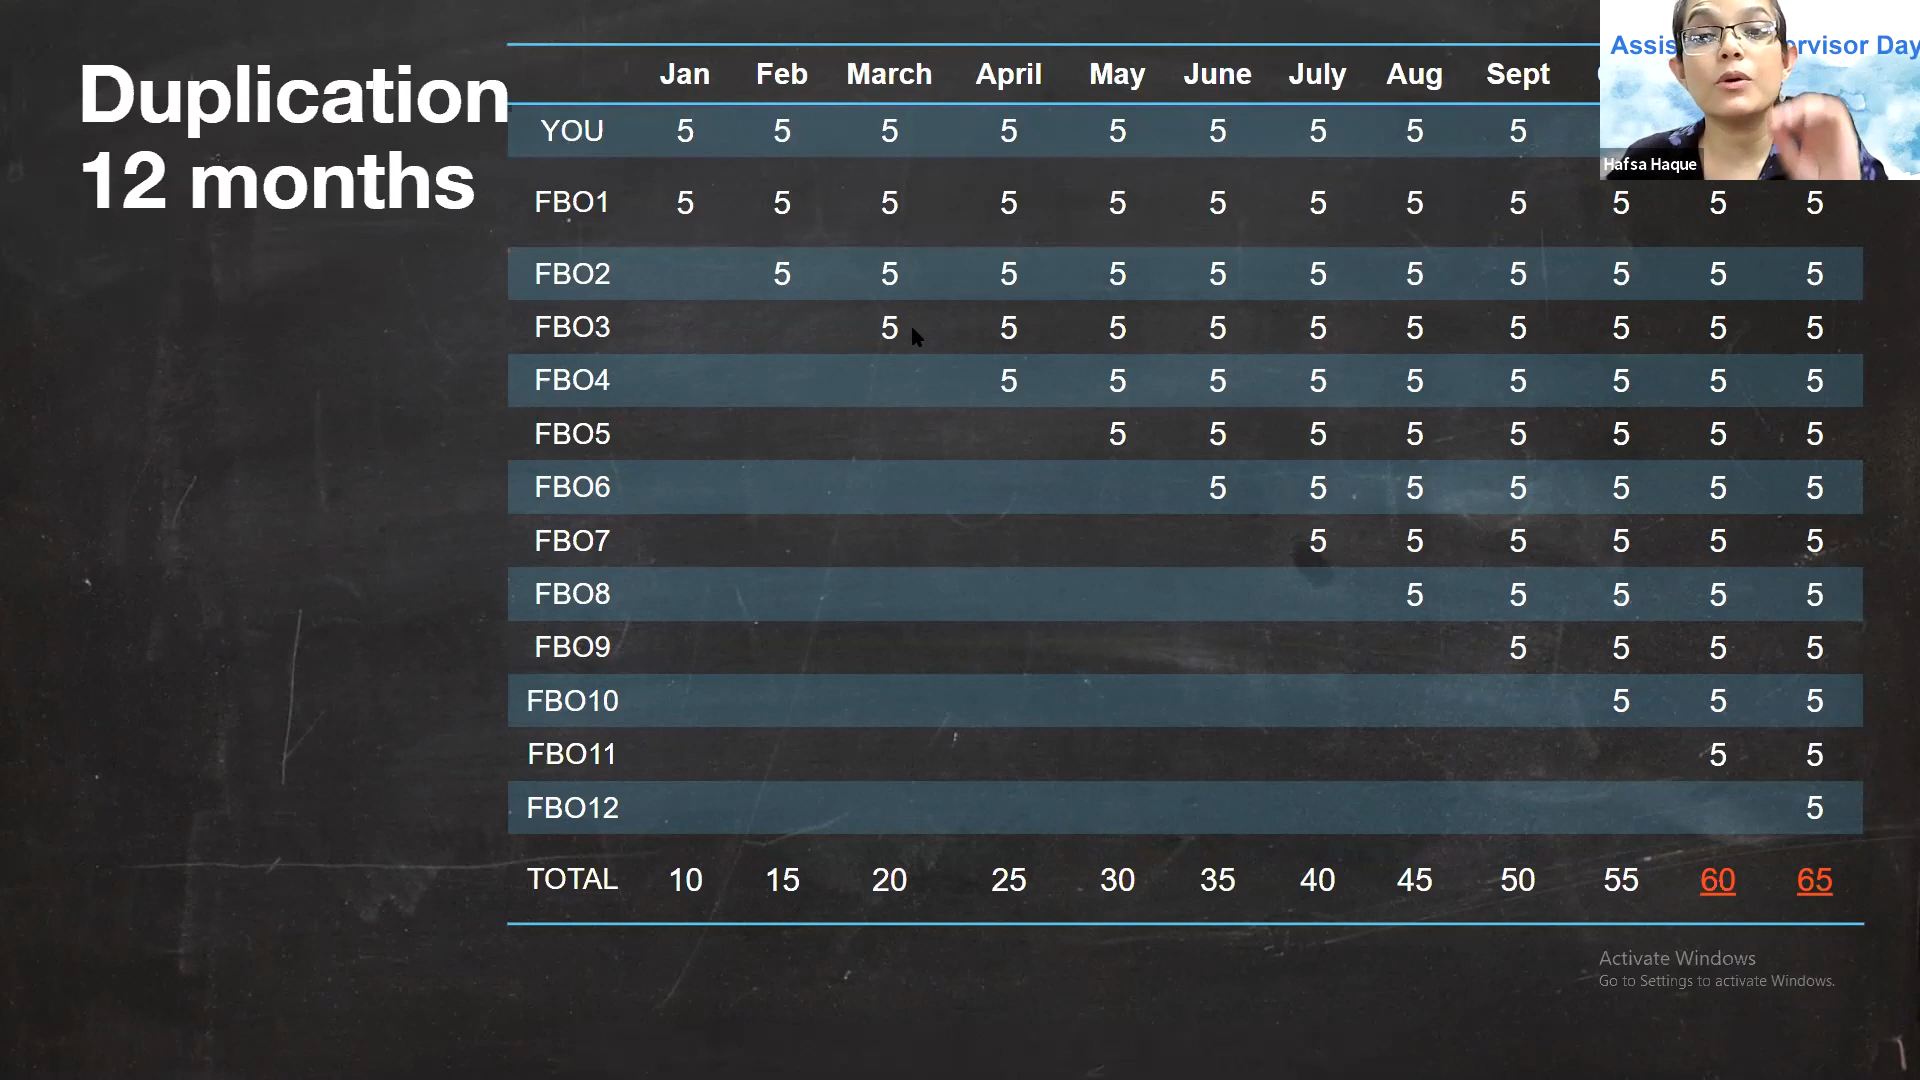 Duplication
12 months
Jan Feb March April May June July Aug Sept
YOU 5 5 5 5 5 5 5 5 5
FBO1 5 5 5 5 5 5 5 5 5 5 5 5
FBO2 5 5 5 5 5 5 5 5 5 5 5
FBO3 5 5 5 5 5 5 5 5 5 5
FBO4 5 5 5 5 5 5 5 5 5
FBO5 5 5 5 5 5 5 5 5
FBO6 5 5 5 5 5 5 5
FBO7 5 5 5 5 5 5
FBO8 5 5 5 5 5
FBO9 5 5 5 5
FBO10 5 5 5
FBO11 5 5
FBO12 5
TOTAL 10 15 20 25 30 35 40 45 50 55 60 65
Day
Hafsa Haque
Activate Windows
Go to Settings to activate Windows.